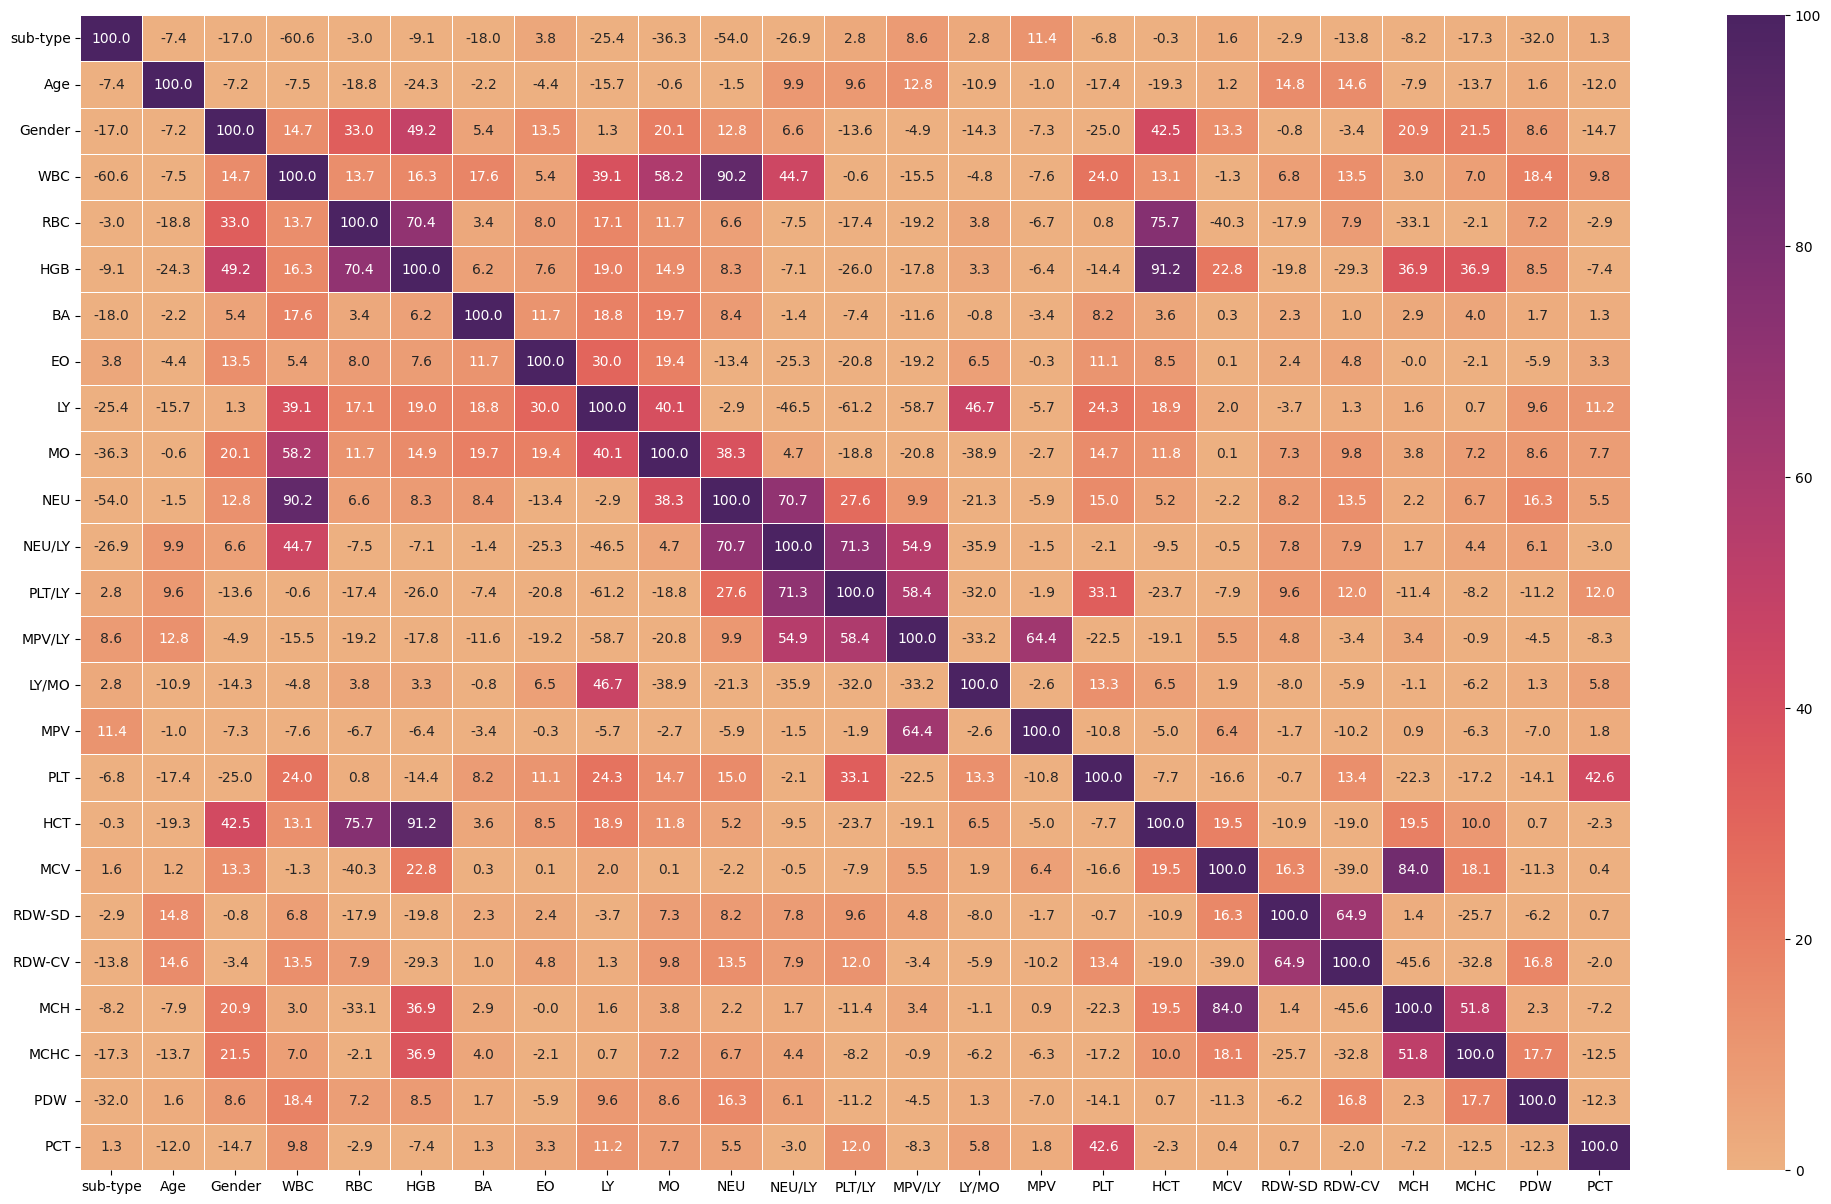 sub-type 100.0 -7.4 -17.0 -60.6 -3.0 -9.1 -18.0 3.8 -25.4 -36.3 -54.0 -26.9 2.8 8.6 2.8 11.4 -6.8 -0.3 1.6 -2.9 -13.8 -8.2 -17.3 -32.0 1.3
Age -7.4 100.0 -7.2 -7.5 -18.8 -24.3 -2.2 -4.4 -15.7 -0.6 -1.5 9.9 9.6 12.8 -10.9 -1.0 -17.4 -19.3 1.2 14.8 14.6 -7.9 -13.7 1.6 -12.0
Gender -17.0 -7.2 100.0 14.7 33.0 49.2 5.4 13.5 1.3 20.1 12.8 6.6 -13.6 -4.9 -14.3 -7.3 -25.0 42.5 13.3 -0.8 -3.4 20.9 21.5 8.6 -14.7
WBC -60.6 -7.5 14.7 100.0 13.7 16.3 17.6 5.4 39.1 58.2 90.2 44.7 -0.6 -15.5 -4.8 -7.6 24.0 13.1 -1.3 6.8 13.5 3.0 7.0 18.4 9.8
RBC -3.0 -18.8 33.0 13.7 100.0 70.4 3.4 8.0 17.1 11.7 6.6 -7.5 -17.4 -19.2 3.8 -6.7 0.8 75.7 -40.3 -17.9 7.9 -33.1 -2.1 7.2 -2.9
HGB -9.1 -24.3 49.2 16.3 70.4 100.0 6.2 7.6 19.0 14.9 8.3 -7.1 -26.0 -17.8 3.3 -6.4 -14.4 91.2 22.8 -19.8 -29.3 36.9 36.9 8.5 -7.4
BA -18.0 -2.2 5.4 17.6 3.4 6.2 100.0 11.7 18.8 19.7 8.4 -1.4 -7.4 -11.6 -0.8 -3.4 8.2 3.6 0.3 2.3 1.0 2.9 4.0 1.7 1.3
EO 3.8 -4.4 13.5 5.4 8.0 7.6 11.7 100.0 30.0 19.4 -13.4 -25.3 -20.8 -19.2 6.5 -0.3 11.1 8.5 0.1 2.4 4.8 -0.0 -2.1 -5.9 3.3
LY -25.4 -15.7 1.3 39.1 17.1 19.0 18.8 30.0 100.0 40.1 -2.9 -46.5 -61.2 -58.7 46.7 -5.7 24.3 18.9 2.0 -3.7 1.3 1.6 0.7 9.6 11.2
MO -36.3 -0.6 20.1 58.2 11.7 14.9 19.7 19.4 40.1 100.0 38.3 4.7 -18.8 -20.8 -38.9 -2.7 14.7 11.8 0.1 7.3 9.8 3.8 7.2 8.6 7.7
NEU -54.0 -1.5 12.8 90.2 6.6 8.3 8.4 -13.4 -2.9 38.3 100.0 70.7 27.6 9.9 -21.3 -5.9 15.0 5.2 -2.2 8.2 13.5 2.2 6.7 16.3 5.5
NEU/LY -26.9 9.9 6.6 44.7 -7.5 -7.1 -1.4 -25.3 -46.5 4.7 70.7 100.0 71.3 54.9 -35.9 -1.5 -2.1 -9.5 -0.5 7.8 7.9 1.7 4.4 6.1 -3.0
PLT/LY 2.8 9.6 -13.6 -0.6 -17.4 -26.0 -7.4 -20.8 -61.2 -18.8 27.6 71.3 100.0 58.4 -32.0 -1.9 33.1 -23.7 -7.9 9.6 12.0 -11.4 -8.2 -11.2 12.0
MPV/LY 8.6 12.8 -4.9 -15.5 -19.2 -17.8 -11.6 -19.2 -58.7 -20.8 9.9 54.9 58.4 100.0 -33.2 64.4 -22.5 -19.1 5.5 4.8 -3.4 3.4 -0.9 -4.5 -8.3
LY/MO 2.8 -10.9 -14.3 -4.8 3.8 3.3 -0.8 6.5 46.7 -38.9 -21.3 -35.9 -32.0 -33.2 100.0 -2.6 13.3 6.5 1.9 -8.0 -5.9 -1.1 -6.2 1.3 5.8
MPV 11.4 -1.0 -7.3 -7.6 -6.7 -6.4 -3.4 -0.3 -5.7 -2.7 -5.9 -1.5 -1.9 64.4 -2.6 100.0 -10.8 -5.0 6.4 -1.7 -10.2 0.9 -6.3 -7.0 1.8
PLT -6.8 -17.4 -25.0 24.0 0.8 -14.4 8.2 11.1 24.3 14.7 15.0 -2.1 33.1 -22.5 13.3 -10.8 100.0 -7.7 -16.6 -0.7 13.4 -22.3 -17.2 -14.1 42.6
HCT -0.3 -19.3 42.5 13.1 75.7 91.2 3.6 8.5 18.9 11.8 5.2 -9.5 -23.7 -19.1 6.5 -5.0 -7.7 100.0 19.5 -10.9 -19.0 19.5 10.0 0.7 -2.3
MCV 1.6 1.2 13.3 -1.3 -40.3 22.8 0.3 0.1 2.0 0.1 -2.2 -0.5 -7.9 5.5 1.9 6.4 -16.6 19.5 100.0 16.3 -39.0 84.0 18.1 -11.3 0.4
RDW-SD -2.9 14.8 -0.8 6.8 -17.9 -19.8 2.3 2.4 -3.7 7.3 8.2 7.8 9.6 4.8 -8.0 -1.7 -0.7 -10.9 16.3 100.0 64.9 1.4 -25.7 -6.2 0.7
RDW-CV -13.8 14.6 -3.4 13.5 7.9 -29.3 1.0 4.8 1.3 9.8 13.5 7.9 12.0 -3.4 -5.9 -10.2 13.4 -19.0 -39.0 64.9 100.0 -45.6 -32.8 16.8 -2.0
MCH -8.2 -7.9 20.9 3.0 -33.1 36.9 2.9 -0.0 1.6 3.8 2.2 1.7 -11.4 3.4 -1.1 0.9 -22.3 19.5 84.0 1.4 -45.6 100.0 51.8 2.3 -7.2
MCHC -17.3 -13.7 21.5 7.0 -2.1 36.9 4.0 -2.1 0.7 7.2 6.7 4.4 -8.2 -0.9 -6.2 -6.3 -17.2 10.0 18.1 -25.7 -32.8 51.8 100.0 17.7 -12.5
PDW -32.0 1.6 8.6 18.4 7.2 8.5 1.7 -5.9 9.6 8.6 16.3 6.1 -11.2 -4.5 1.3 -7.0 -14.1 0.7 -11.3 -6.2 16.8 2.3 17.7 100.0 -12.3
PCT 1.3 -12.0 -14.7 9.8 -2.9 -7.4 1.3 3.3 11.2 7.7 5.5 -3.0 12.0 -8.3 5.8 1.8 42.6 -2.3 0.4 0.7 -2.0 -7.2 -12.5 -12.3 100.0
sub-type Age Gender WBC RBC HGB BA EO LY MO NEU NEU/LY PLT/LY MPV/LY LY/MO MPV PLT HCT MCV RDW-SD RDW-CV MCH MCHC PDW PCT
100
80
60
40
20
0